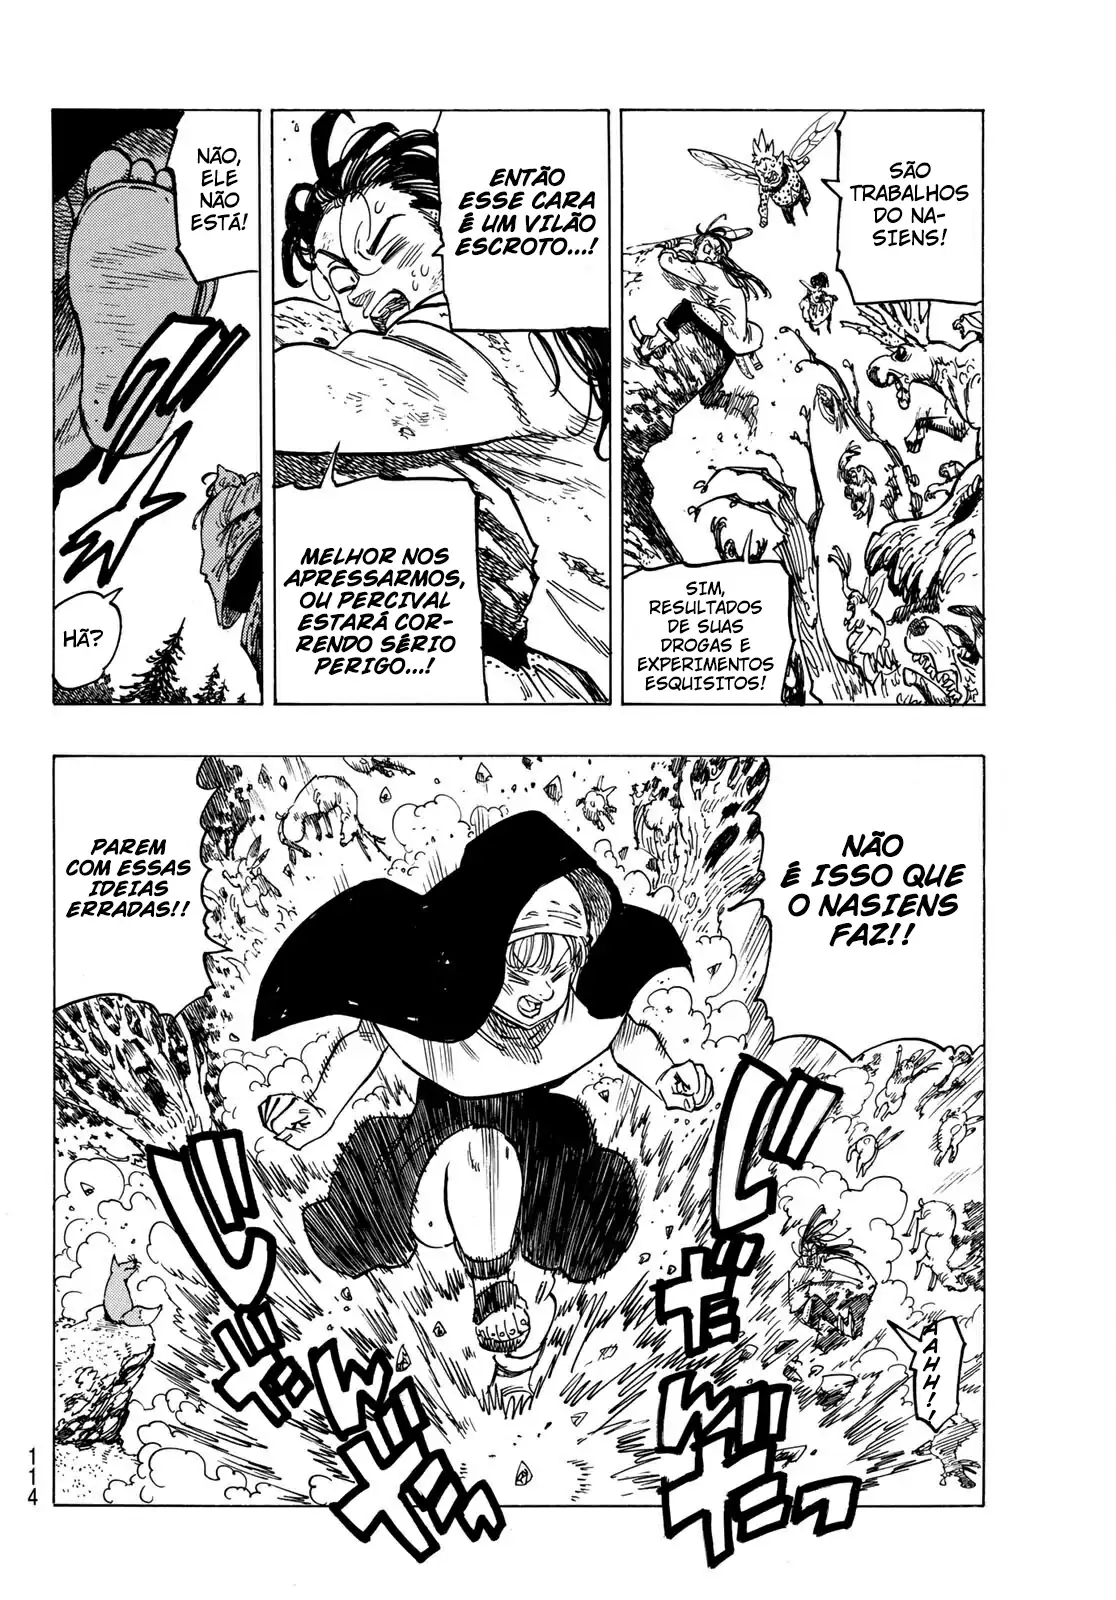 SÃO
TRABALHOS
DO NA-
SIENS!
SIM,
RESULTADOS
DE SUAS
DROGAS E
EXPERIMENTOS
ESQUISITOS!
ENTÃO
ESSE CARA
É UM VILÃO
ESCROTO...!
MELHOR NOS
APRESSARMOS,
OU PERCIVAL
ESTARÁ COR-
RENDO SÉRIO
PERIGO...!
NÃO,
ELE
NÃO
ESTÁ!
HÃ?
NÃO
É ISSO QUE
O NASIENS
FAZ!!
PAREM
COM ESSAS
IDEIAS
ERRADAS!!
AAHH!!
114